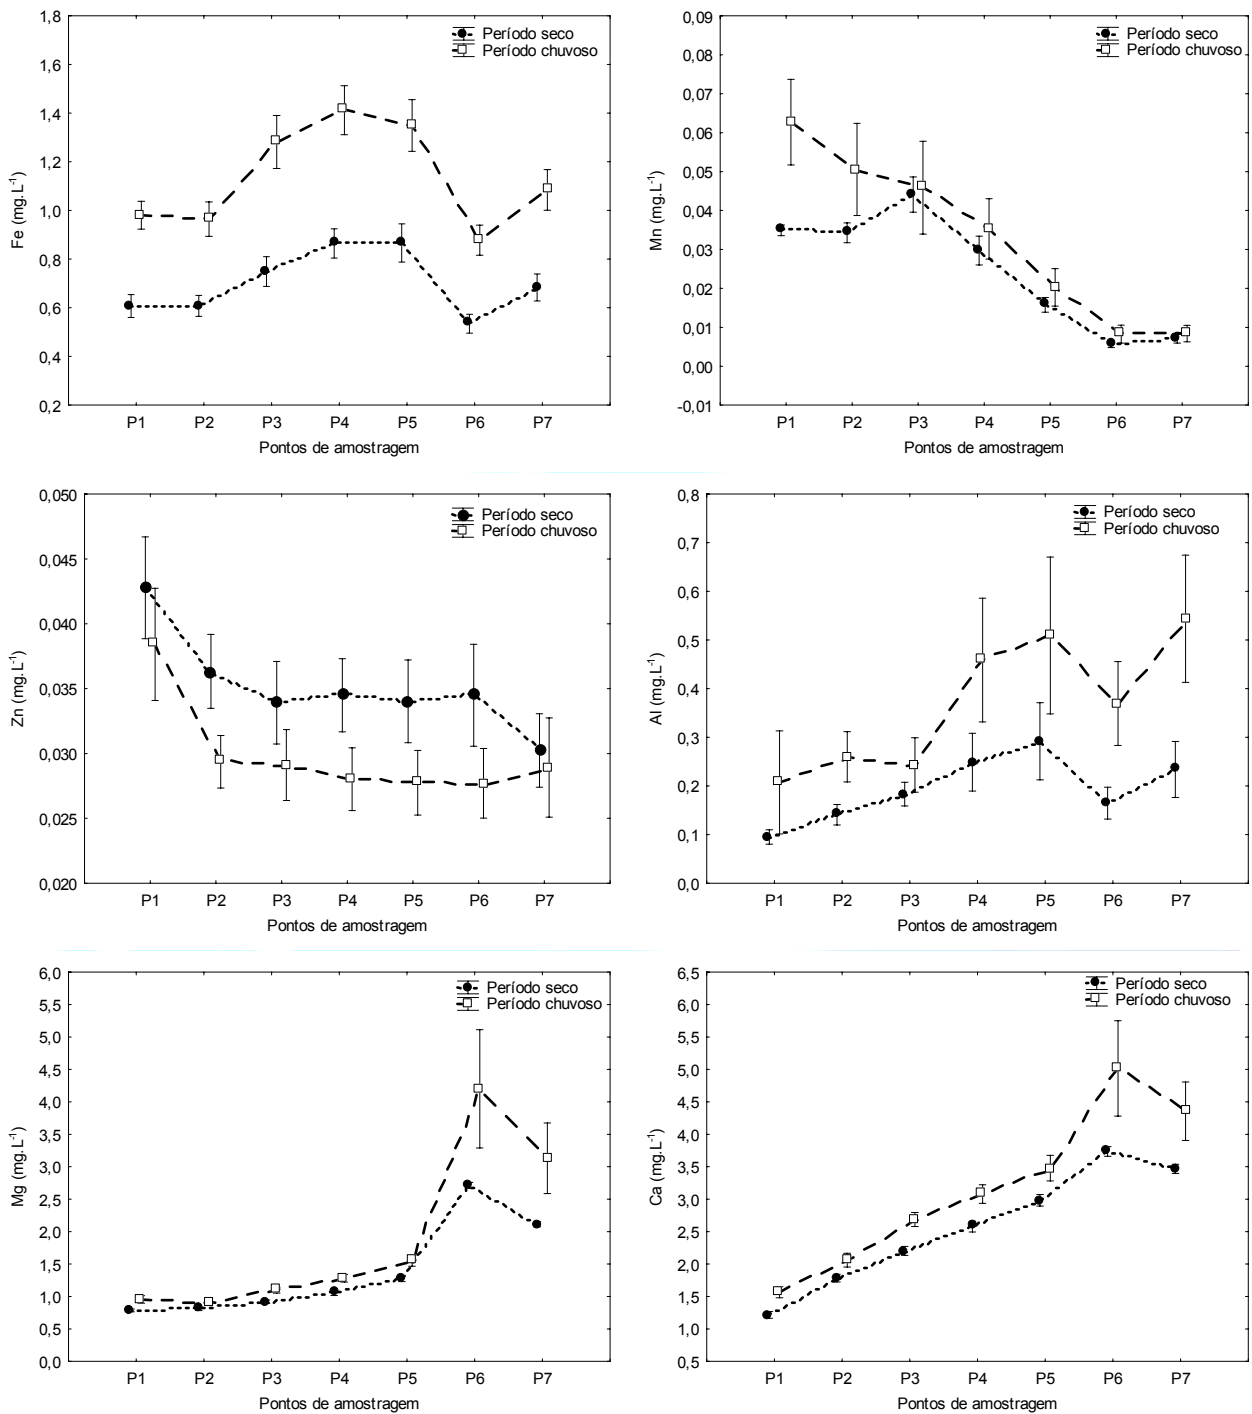 1,8
1,6
1,4
1,2
1,0
0,8
0,6
0,4
0,2
Fe (mg.L-1)
Período seco
Período chuvoso
P1 P2 P3 P4 P5 P6 P7
Pontos de amostragem
0,09
0,08
0,07
0,06
0,05
0,04
0,03
0,02
0,01
0,00
-0,01
Mn (mg.L-1)
Período seco
Período chuvoso
P1 P2 P3 P4 P5 P6 P7
Pontos de amostragem
0,050
0,045
0,040
0,035
0,030
0,025
0,020
Zn (mg.L-1)
Período seco
Período chuvoso
P1 P2 P3 P4 P5 P6 P7
Pontos de amostragem
0,8
0,7
0,6
0,5
0,4
0,3
0,2
0,1
0,0
Al (mg.L-1)
Período seco
Período chuvoso
P1 P2 P3 P4 P5 P6 P7
Pontos de amostragem
6,0
5,5
5,0
4,5
4,0
3,5
3,0
2,5
2,0
1,5
1,0
0,5
0,0
Mg (mg.L-1)
Período seco
Período chuvoso
P1 P2 P3 P4 P5 P6 P7
Pontos de amostragem
6,5
6,0
5,5
5,0
4,5
4,0
3,5
3,0
2,5
2,0
1,5
1,0
0,5
Ca (mg.L-1)
Período seco
Período chuvoso
P1 P2 P3 P4 P5 P6 P7
Pontos de amostragem